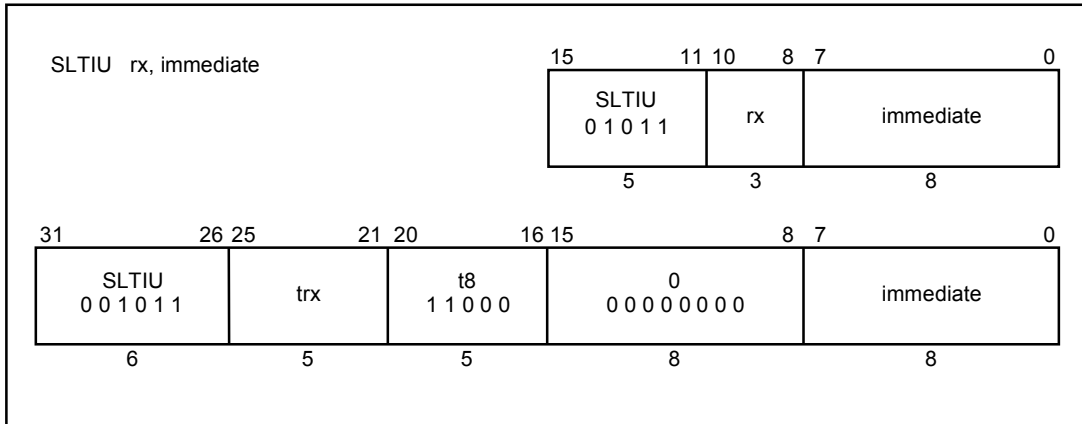 SLTIU rx, immediate
15 11 10 8 7 0
SLTIU rx immediate
0 1 0 1 1
5 3 8
31 26 25 21 20 16 15 8 7 0
SLTIU trx t8 0 immediate
0 0 1 0 1 1 1 1 0 0 0 0 0 0 0 0 0 0 0
6 5 5 8 8